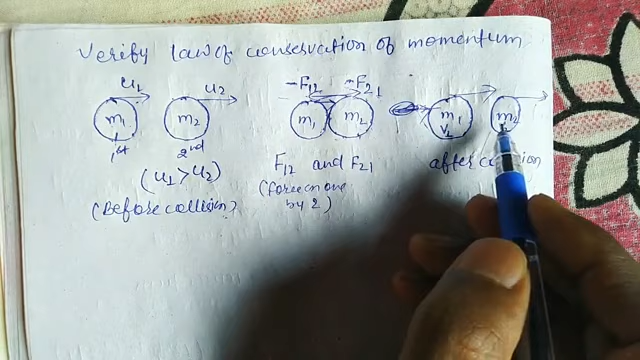 Verify law of conservation of momentum
u1 u2 -F12 -F21
m1 m2 m1 m2 m1 m2
V1
1st 2nd F12 and F21 after collision
(u1 > u2) (force on one
(Before collision) by 2)